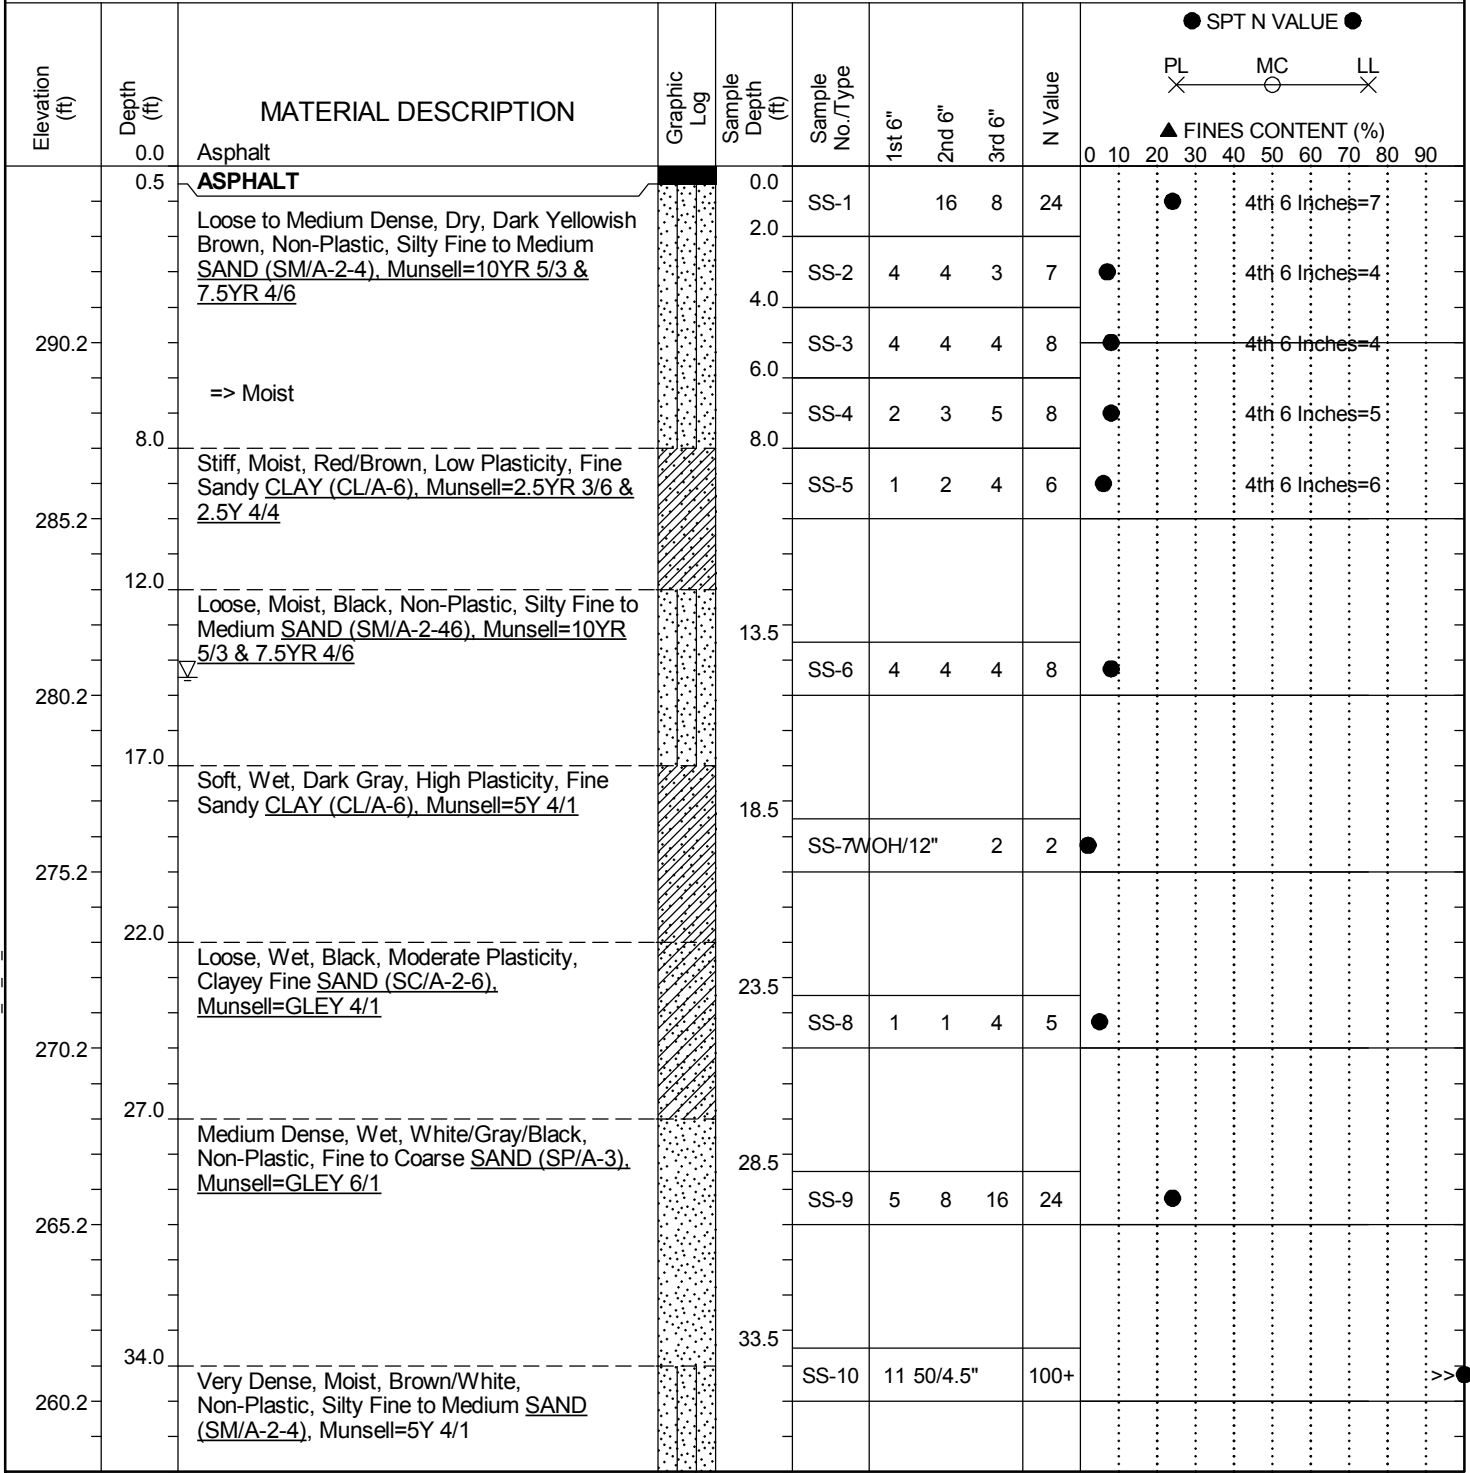 ● SPT N VALUE ●
PL MC LL
▲ FINES CONTENT (%)
0 10 20 30 40 50 60 70 80 90
Elevation (ft)
Depth (ft)
MATERIAL DESCRIPTION
Graphic Log
Sample Depth (ft)
Sample No./Type
1st 6"
2nd 6"
3rd 6"
N Value
0.0 Asphalt
0.5 ASPHALT 0.0
SS-1 16 8 24 4th 6 Inches=7
Loose to Medium Dense, Dry, Dark Yellowish
Brown, Non-Plastic, Silty Fine to Medium
SAND (SM/A-2-4), Munsell=10YR 5/3 &
7.5YR 4/6
2.0
SS-2 4 4 3 7 4th 6 Inches=4
4.0
290.2 SS-3 4 4 4 8 4th 6 Inches=4
6.0
=> Moist
SS-4 2 3 5 8 4th 6 Inches=5
8.0 8.0
Stiff, Moist, Red/Brown, Low Plasticity, Fine
Sandy CLAY (CL/A-6), Munsell=2.5YR 3/6 &
2.5Y 4/4
SS-5 1 2 4 6 4th 6 Inches=6
285.2
12.0
Loose, Moist, Black, Non-Plastic, Silty Fine to
Medium SAND (SM/A-2-46), Munsell=10YR
5/3 & 7.5YR 4/6
13.5
SS-6 4 4 4 8
280.2
17.0
Soft, Wet, Dark Gray, High Plasticity, Fine
Sandy CLAY (CL/A-6), Munsell=5Y 4/1
18.5
SS-7 WOH/12" 2 2
275.2
22.0
Loose, Wet, Black, Moderate Plasticity,
Clayey Fine SAND (SC/A-2-6),
Munsell=GLEY 4/1
23.5
SS-8 1 1 4 5
270.2
27.0
Medium Dense, Wet, White/Gray/Black,
Non-Plastic, Fine to Coarse SAND (SP/A-3),
Munsell=GLEY 6/1
28.5
SS-9 5 8 16 24
265.2
33.5
34.0
Very Dense, Moist, Brown/White,
Non-Plastic, Silty Fine to Medium SAND
(SM/A-2-4), Munsell=5Y 4/1
SS-10 11 50/4.5" 100+ >>
260.2